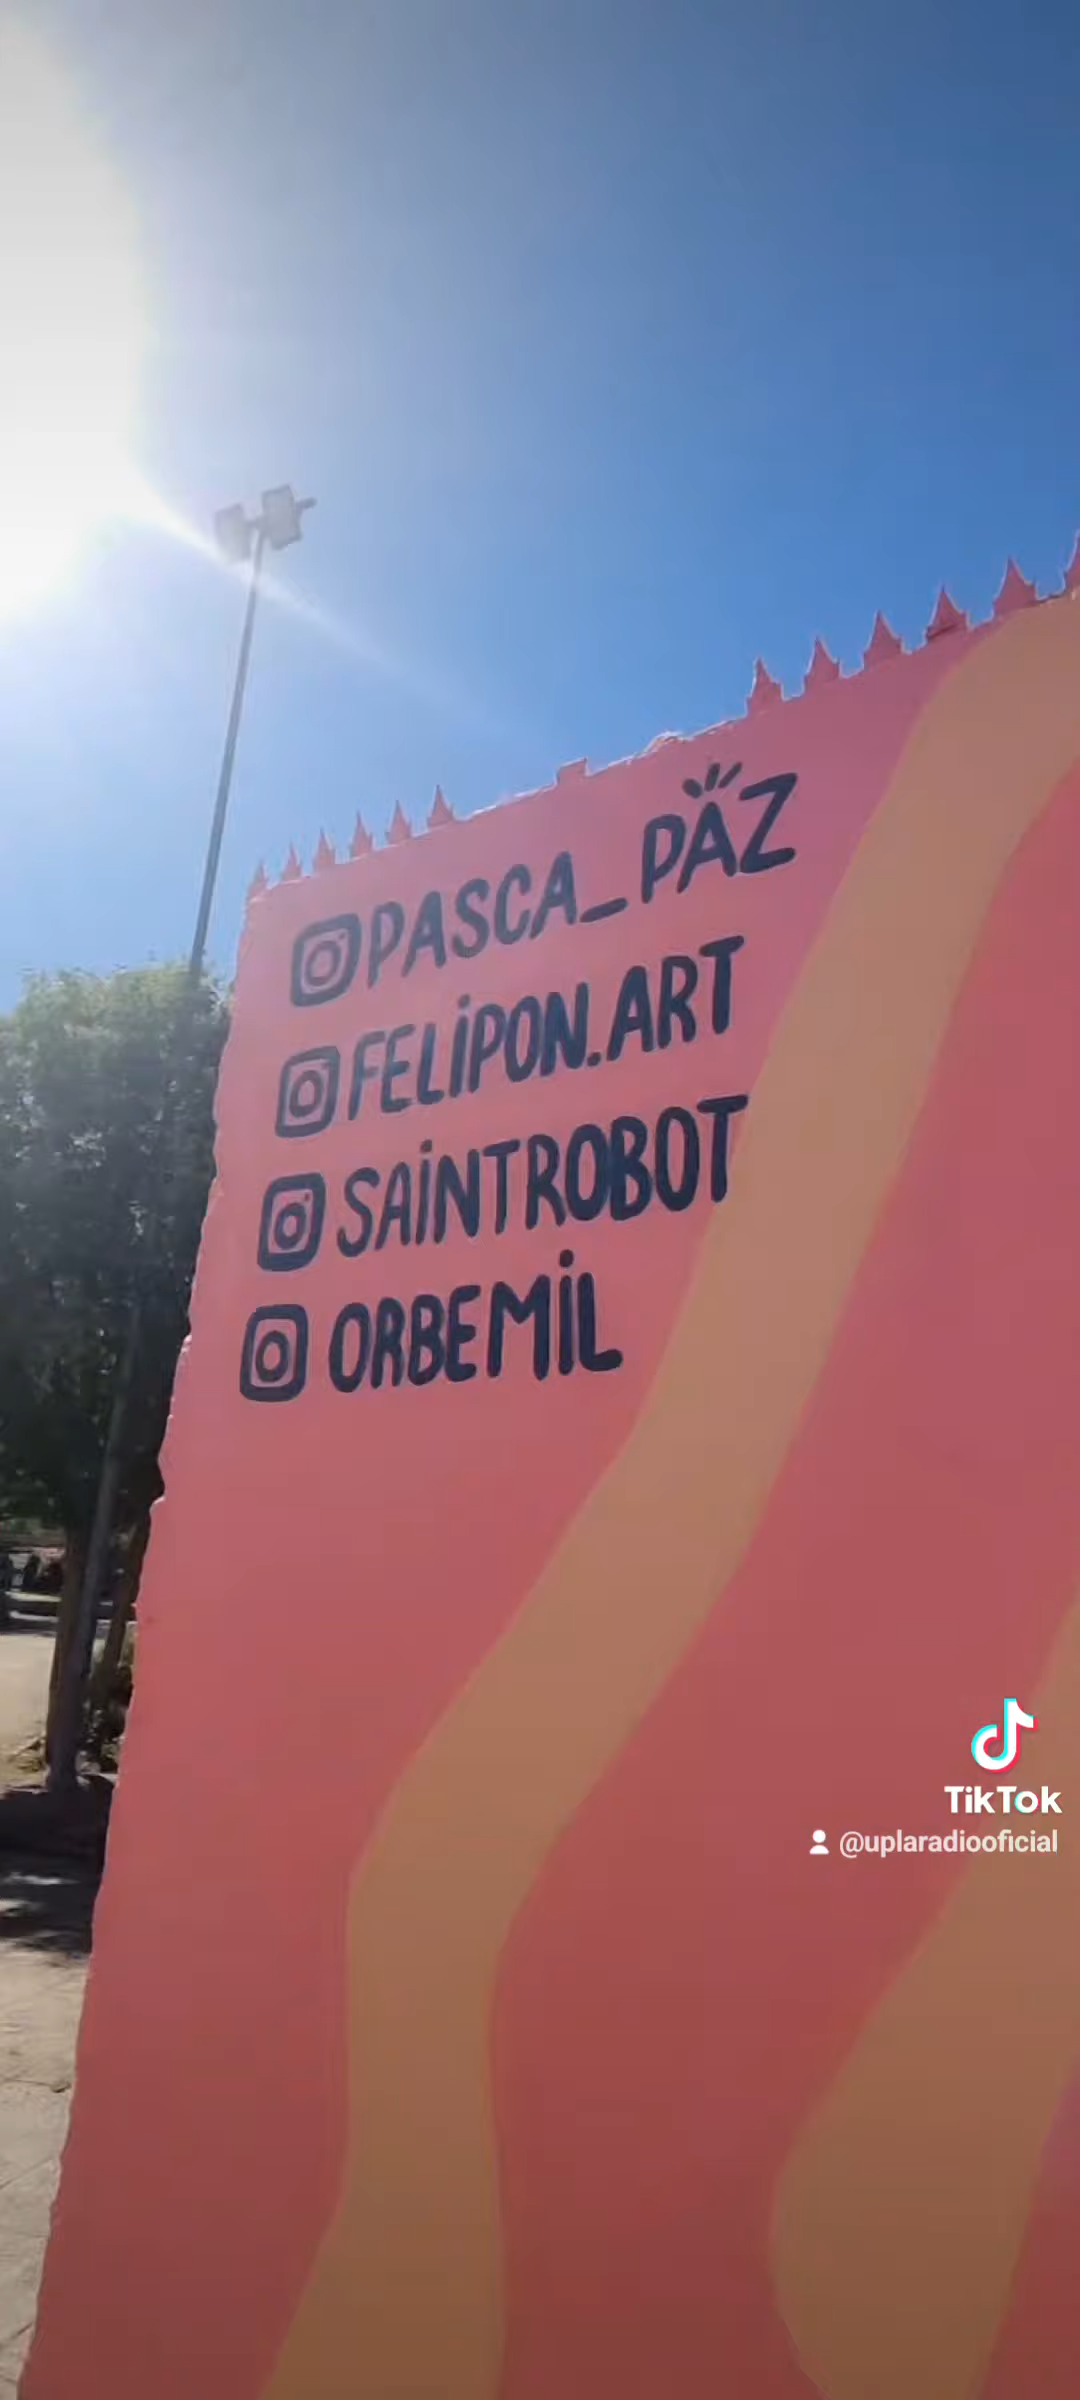 PASCA_PAZ
FELIPON.ART
SAINTROBOT
ORBEMIL
TikTok
@uplaradiooficial